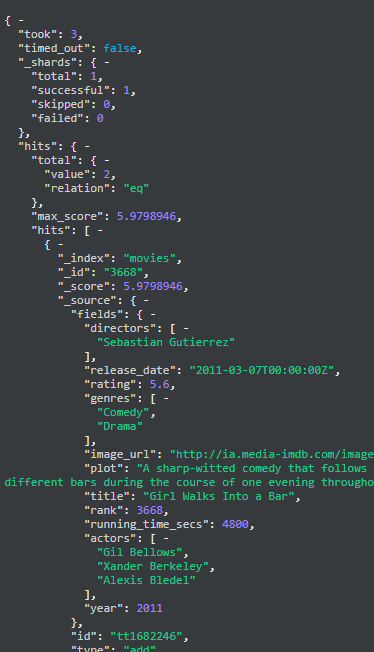 { -
"took": 3,
"timed_out": false,
"_shards": { -
"total": 1,
"successful": 1,
"skipped": 0,
"failed": 0
},
"hits": { -
"total": { -
"value": 2,
"relation": "eq"
},
"max_score": 5.9798946,
"hits": [ -
{ -
"_index": "movies",
"_id": "3668",
"_score": 5.9798946,
"_source": { -
"fields": { -
"directors": [ -
"Sebastian Gutierrez"
],
"release_date": "2011-03-07T00:00:00Z",
"rating": 5.6,
"genres": [ -
"Comedy",
"Drama"
],
"image_url": "http://ia.media-imdb.com/image
"plot": "A sharp-witted comedy that follows
different bars during the course of one evening througho
"title": "Girl Walks Into a Bar",
"rank": 3668,
"running_time_secs": 4800,
"actors": [ -
"Gil Bellows",
"Xander Berkeley",
"Alexis Bledel"
],
"year": 2011
},
"id": "tt1682246",
"type": "add"